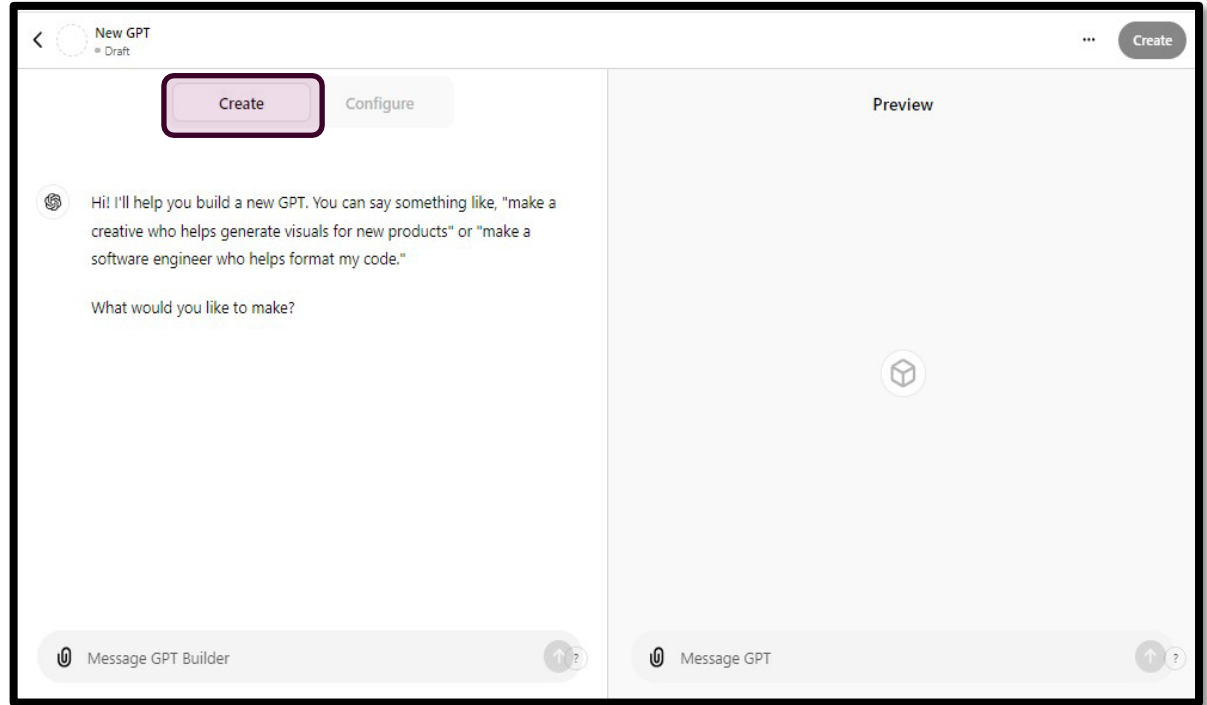 New GPT
Draft
Create
Create
Configure
Preview
Hi! I'll help you build a new GPT. You can say something like, "make a
creative who helps generate visuals for new products" or "make a
software engineer who helps format my code."
What would you like to make?
Message GPT Builder
?
Message GPT
?